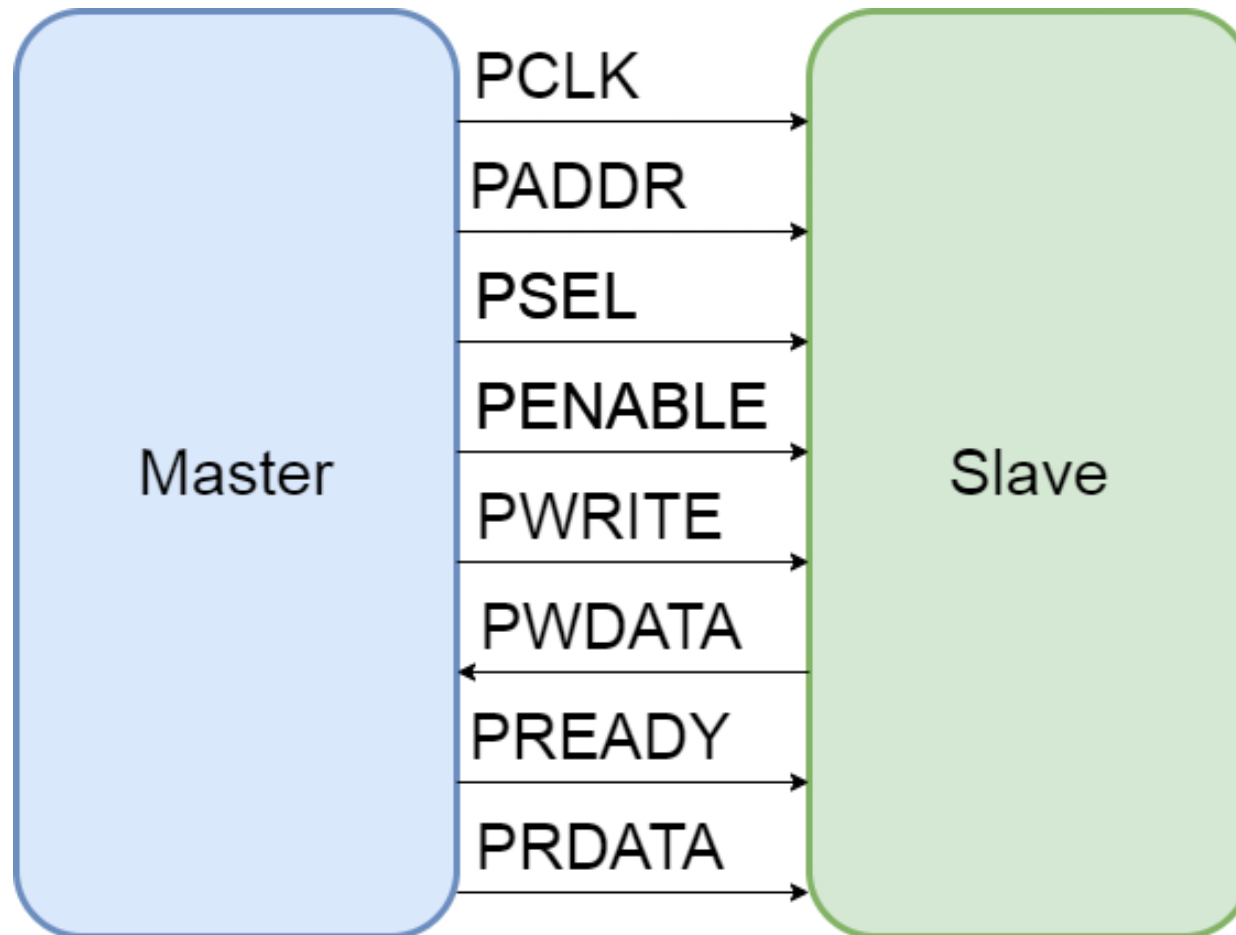 PCLK
PADDR
PSEL
PENABLE
Master
Slave
PWRITE
PWDATA
PREADY
PRDATA